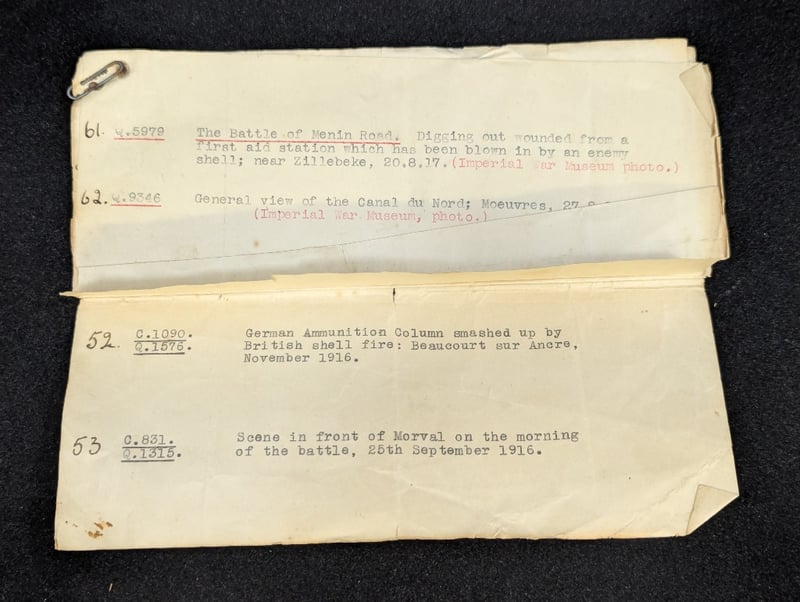 61. Q.5979 The Battle of Menin Road. Digging out wounded from a
first aid station which has been blown in by an enemy
shell; near Zillebeke, 20.8.17. (Imperial War Museum photo.)
62. Q.9346 General view of the Canal du Nord; Moeuvres,
(Imperial War Museum, photo.)
52. C.1090. German Ammunition Column smashed up by
Q.1576. British shell fire: Beaucourt sur Ancre,
November 1916.
53 C.831. Scene in front of Morval on the morning
Q.1315. of the battle, 25th September 1916.